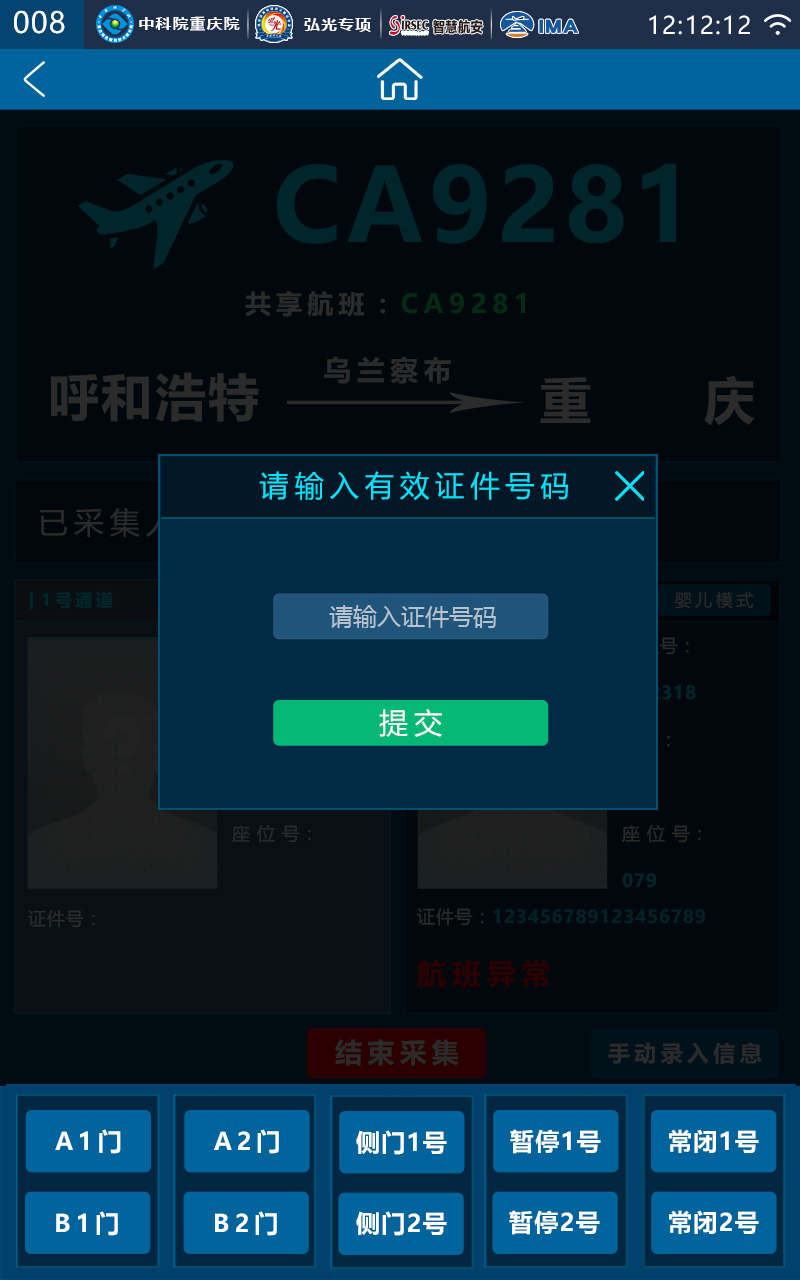 008 中科院重庆院 弘光专项 SiRSEC 智慧航安 IMA 12:12:12
CA9281
共享航班：CA9281
乌兰察布
呼和浩特 重 庆
请输入有效证件号码
已采集
1号通道 婴儿模式
号：
请输入证件号码
2318
：
提交
座位号： 座位号：
079
证件号： 证件号：123456789123456789
航班异常
结束采集 手动录入信息
A1门 A2门 侧门1号 暂停1号 常闭1号
B1门 B2门 侧门2号 暂停2号 常闭2号